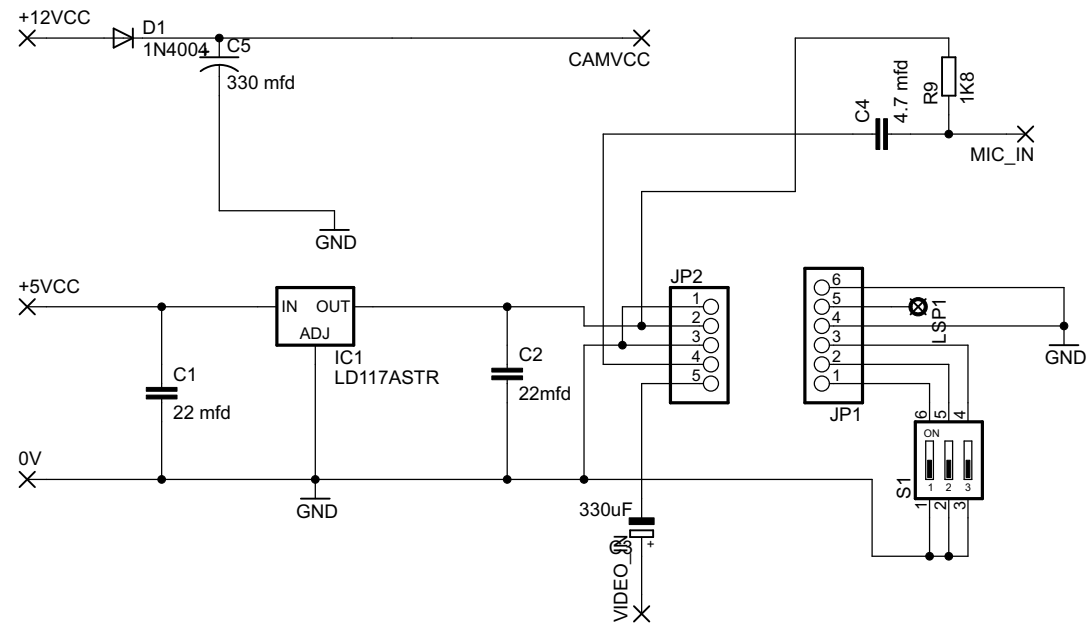 +12VCC
D1
1N4004
+
C5
330 mfd
CAMVCC
GND
C4
4.7 mfd
R9
1K8
MIC_IN
+5VCC
IN OUT
ADJ
IC1
LD117ASTR
C1
22 mfd
C2
22mfd
0V
GND
JP2
1
2
3
4
5
6
5
4
3
2
1
JP1
LSP1
GND
6 5 4
ON
1 2 3
S1
1 2 3
330uF
+
VIDEO_IN